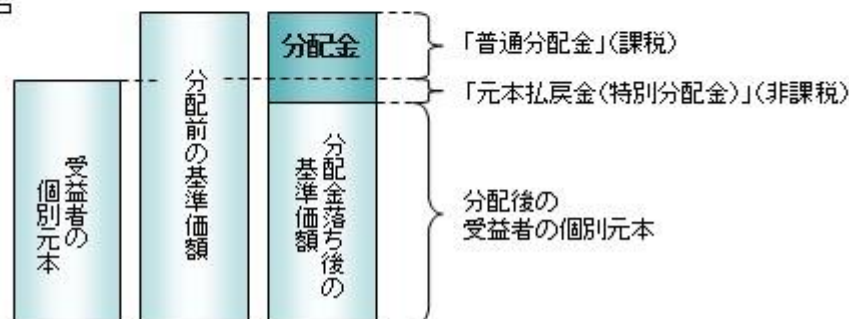 分配金
「普通分配金」(課税)
「元本払戻金(特別分配金)」(非課税)
受益者の
個別元本
分配前の基準価額
分配金落ち後の
基準価額
分配後の
受益者の個別元本